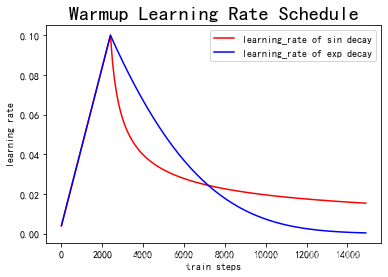 Warmup Learning Rate Schedule
learning_rate of sin decay
learning_rate of exp decay
learning rate
0.10
0.08
0.06
0.04
0.02
0.00
0 2000 4000 6000 8000 10000 12000 14000
train steps